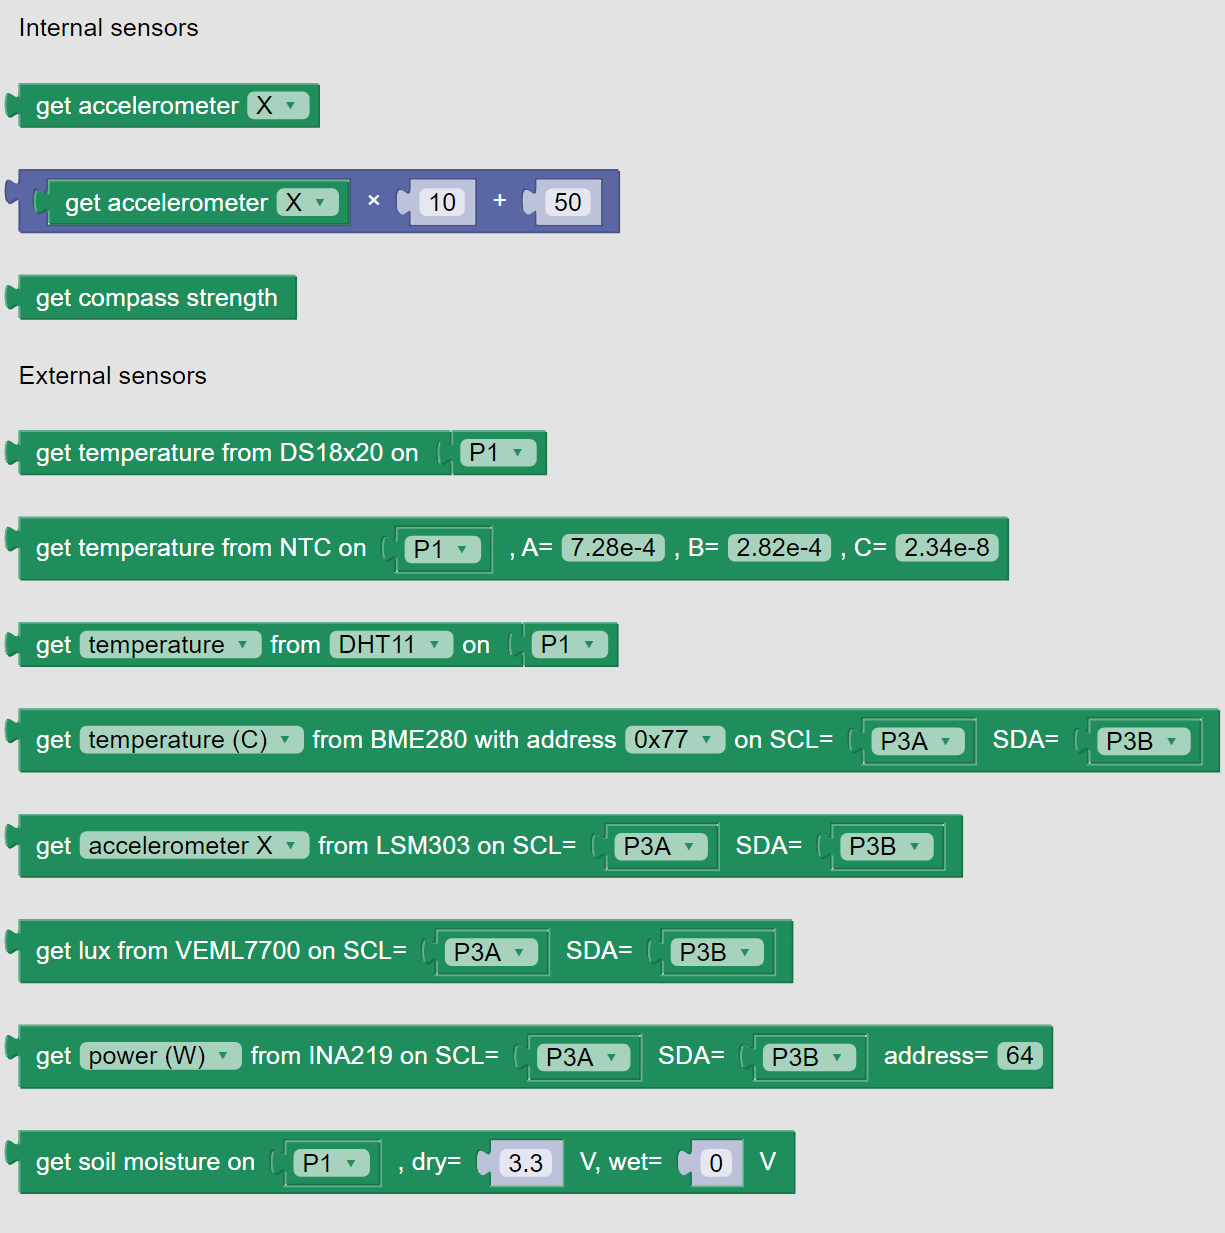 Internal sensors
get accelerometer X
get accelerometer X × 10 + 50
get compass strength
External sensors
get temperature from DS18x20 on P1
get temperature from NTC on P1 , A= 7.28e-4 , B= 2.82e-4 , C= 2.34e-8
get temperature from DHT11 on P1
get temperature (C) from BME280 with address 0x77 on SCL= P3A SDA= P3B
get accelerometer X from LSM303 on SCL= P3A SDA= P3B
get lux from VEML7700 on SCL= P3A SDA= P3B
get power (W) from INA219 on SCL= P3A SDA= P3B address= 64
get soil moisture on P1 , dry= 3.3 V, wet= 0 V